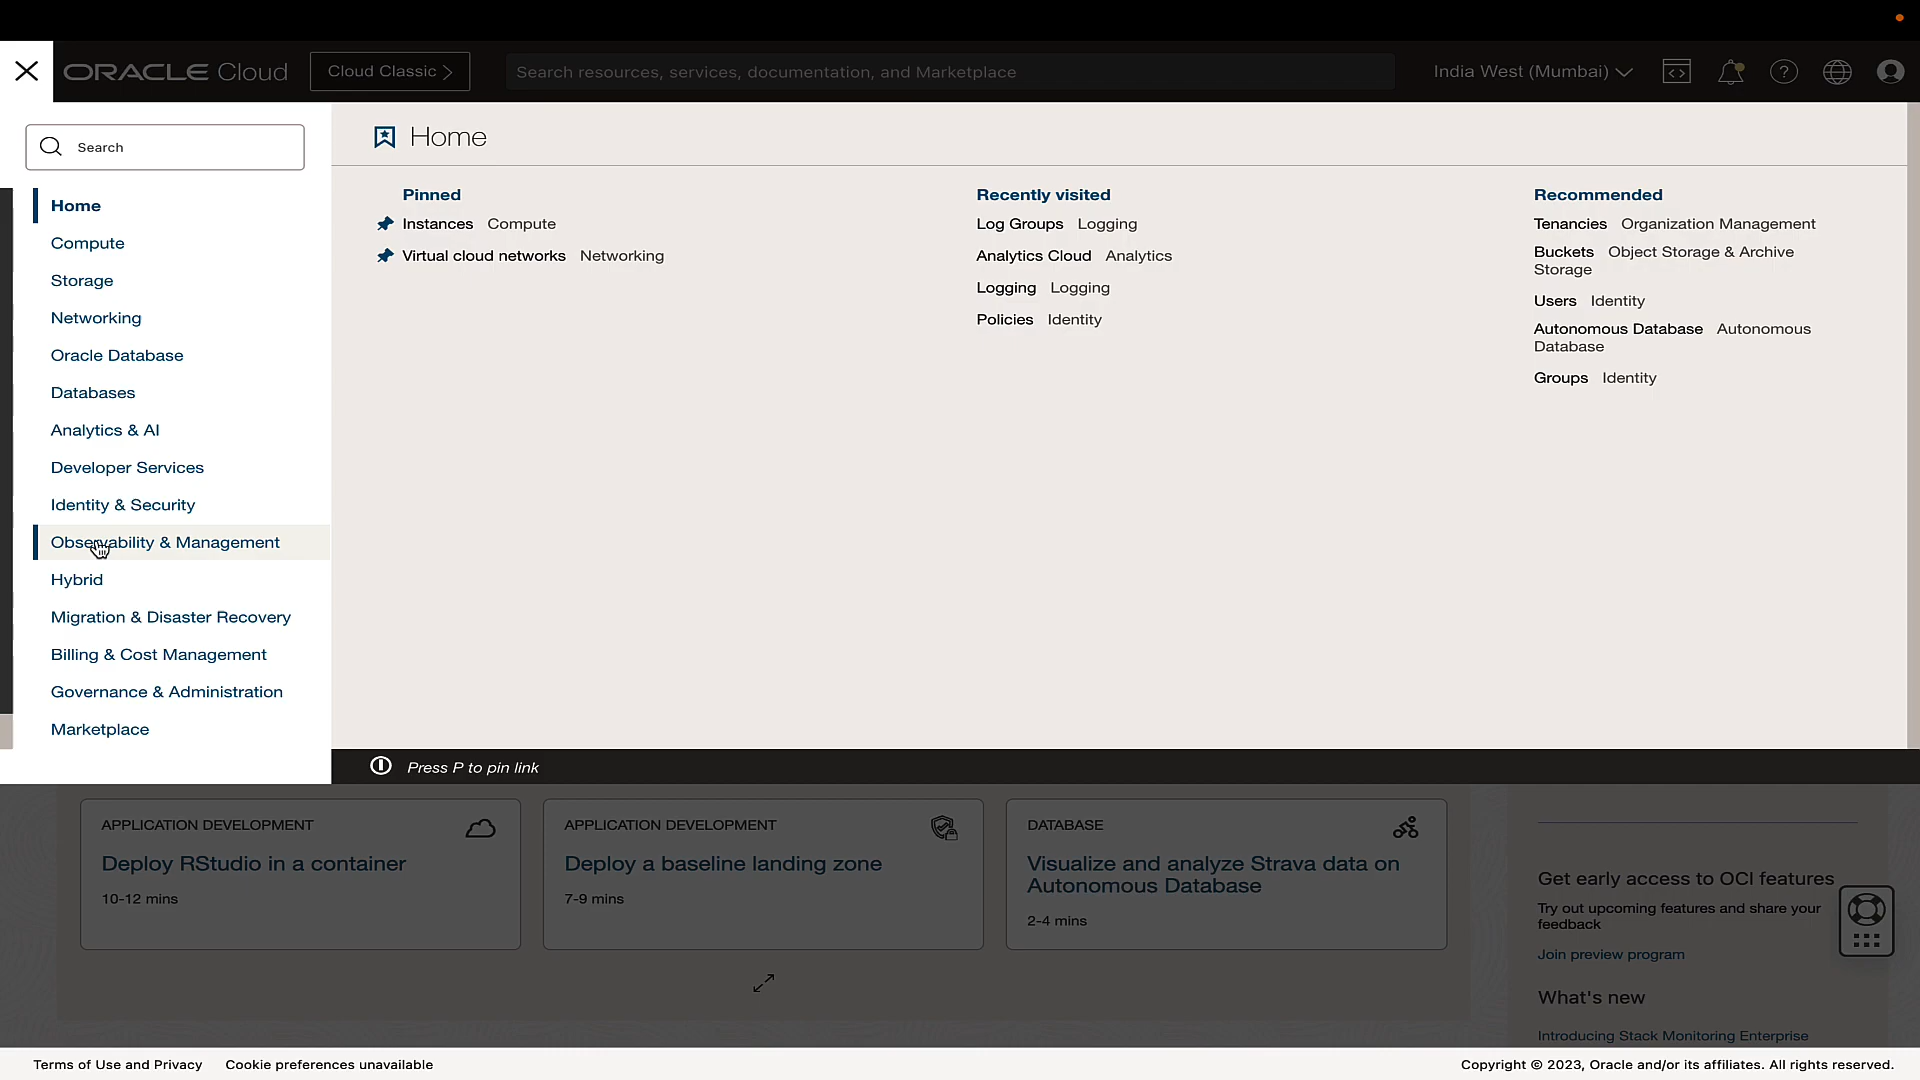 ORACLE Cloud
Cloud Classic
Search resources, services, documentation, and Marketplace
India West (Mumbai)
Search
Home
Compute
Storage
Networking
Oracle Database
Databases
Analytics & AI
Developer Services
Identity & Security
Observability & Management
Hybrid
Migration & Disaster Recovery
Billing & Cost Management
Governance & Administration
Marketplace
Home
Pinned
Instances Compute
Virtual cloud networks Networking
Recently visited
Log Groups Logging
Analytics Cloud Analytics
Logging Logging
Policies Identity
Recommended
Tenancies Organization Management
Buckets Object Storage & Archive
Storage
Users Identity
Autonomous Database Autonomous
Database
Groups Identity
Press P to pin link
APPLICATION DEVELOPMENT
Deploy RStudio in a container
10-12 mins
APPLICATION DEVELOPMENT
Deploy a baseline landing zone
7-9 mins
DATABASE
Visualize and analyze Strava data on
Autonomous Database
2-4 mins
Get early access to OCI features
Try out upcoming features and share your
feedback
Join preview program
What's new
Introducing Stack Monitoring Enterprise
Terms of Use and Privacy Cookie preferences unavailable
Copyright © 2023, Oracle and/or its affiliates. All rights reserved.